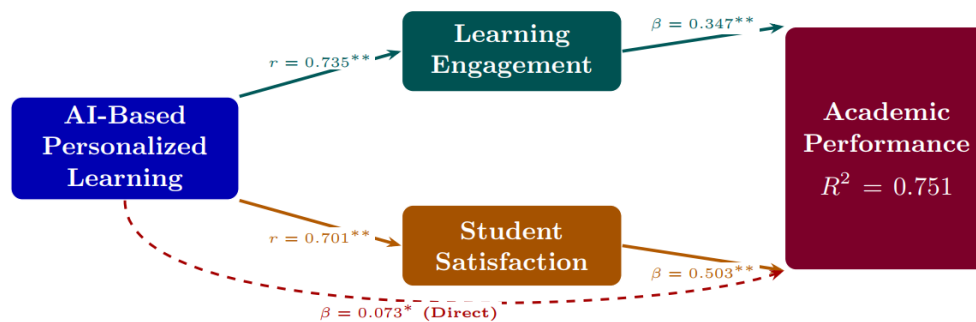 AI-Based
Personalized
Learning
r = 0.735**
Learning
Engagement
β = 0.347**
r = 0.701**
Student
Satisfaction
β = 0.503**
β = 0.073* (Direct)
Academic
Performance
R² = 0.751